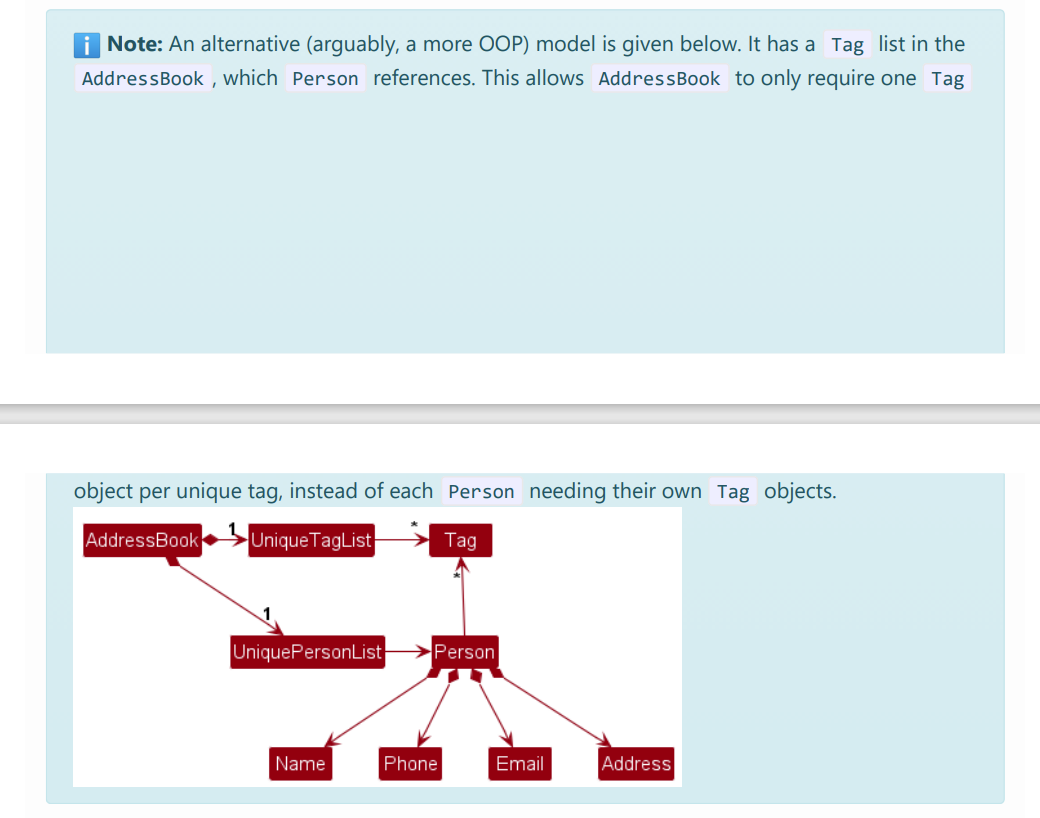 Note: An alternative (arguably, a more OOP) model is given below. It has a Tag list in the
AddressBook , which Person references. This allows AddressBook to only require one Tag
object per unique tag, instead of each Person needing their own Tag objects.
AddressBook 1 UniqueTagList * Tag
*
1
UniquePersonList Person
Name Phone Email Address